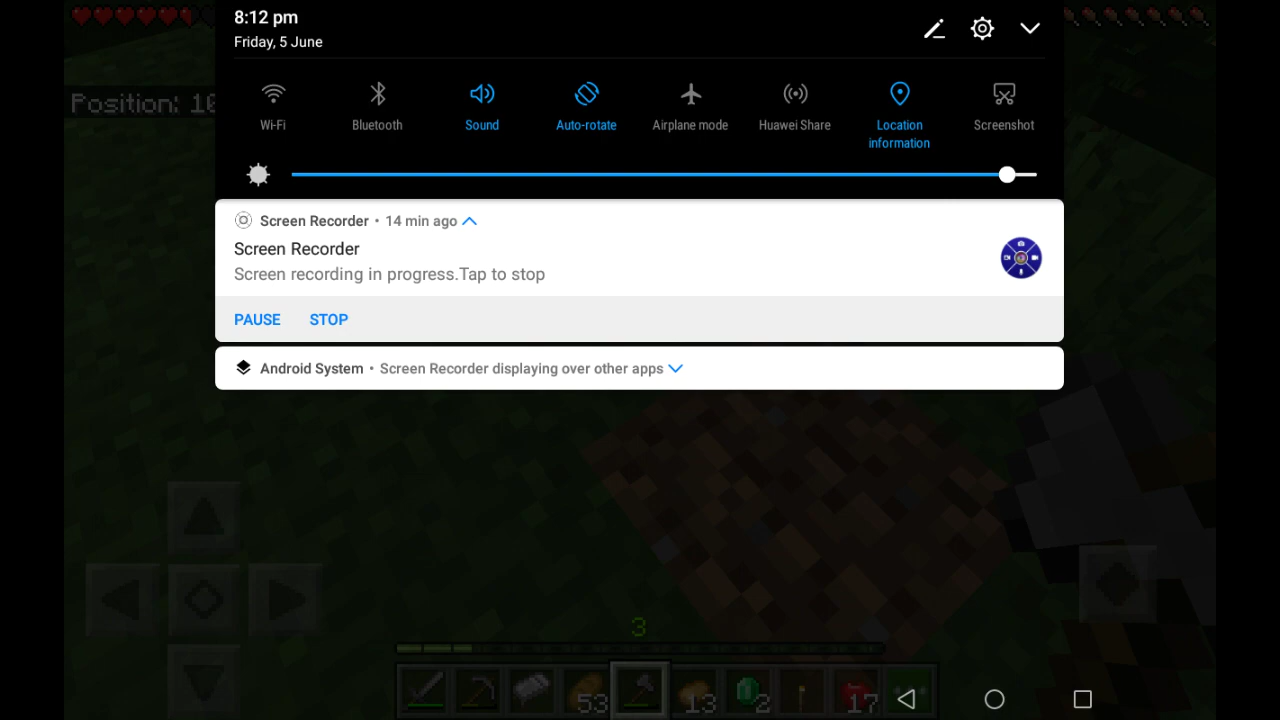 8:12 pm
Friday, 5 June
Position: 10
Wi-Fi
Bluetooth
Sound
Auto-rotate
Airplane mode
Huawei Share
Location information
Screenshot
Screen Recorder • 14 min ago
Screen Recorder
Screen recording in progress.Tap to stop
PAUSE STOP
Android System • Screen Recorder displaying over other apps
3
53 13 2 17